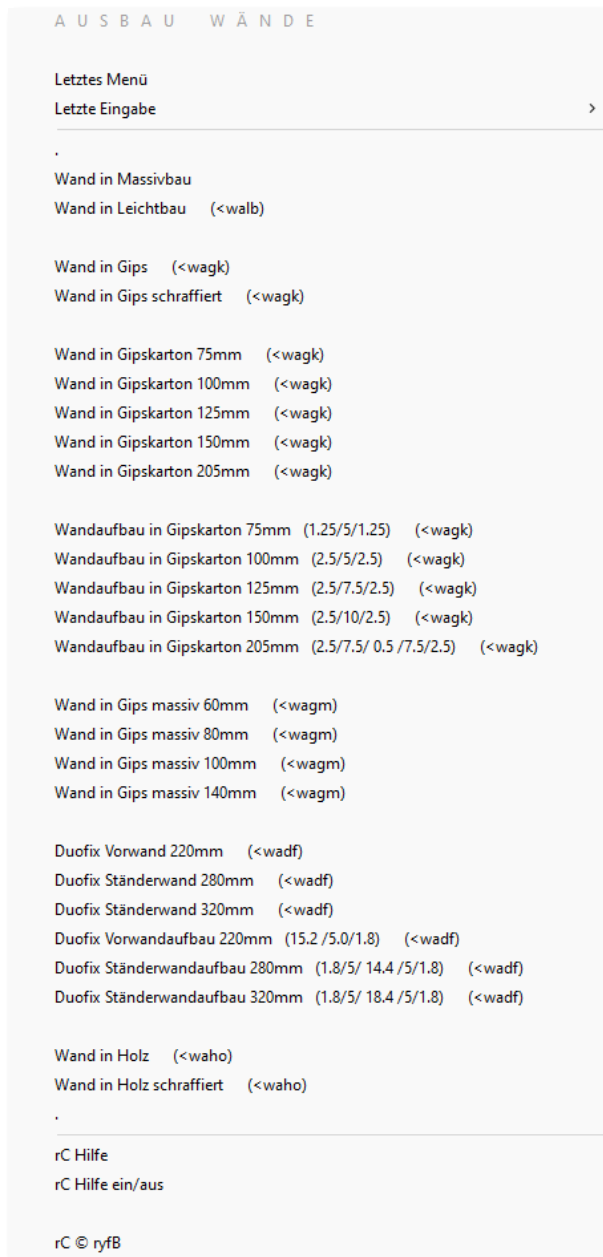 AUSBAU WÄNDE
Letztes Menü
Letzte Eingabe >
.
Wand in Massivbau
Wand in Leichtbau (<walb)
Wand in Gips (<wagk)
Wand in Gips schraffiert (<wagk)
Wand in Gipskarton 75mm (<wagk)
Wand in Gipskarton 100mm (<wagk)
Wand in Gipskarton 125mm (<wagk)
Wand in Gipskarton 150mm (<wagk)
Wand in Gipskarton 205mm (<wagk)
Wandaufbau in Gipskarton 75mm (1.25/5/1.25) (<wagk)
Wandaufbau in Gipskarton 100mm (2.5/5/2.5) (<wagk)
Wandaufbau in Gipskarton 125mm (2.5/7.5/2.5) (<wagk)
Wandaufbau in Gipskarton 150mm (2.5/10/2.5) (<wagk)
Wandaufbau in Gipskarton 205mm (2.5/7.5/ 0.5 /7.5/2.5) (<wagk)
Wand in Gips massiv 60mm (<wagm)
Wand in Gips massiv 80mm (<wagm)
Wand in Gips massiv 100mm (<wagm)
Wand in Gips massiv 140mm (<wagm)
Duofix Vorwand 220mm (<wadf)
Duofix Ständerwand 280mm (<wadf)
Duofix Ständerwand 320mm (<wadf)
Duofix Vorwandaufbau 220mm (15.2 /5.0/1.8) (<wadf)
Duofix Ständerwandaufbau 280mm (1.8/5/ 14.4 /5/1.8) (<wadf)
Duofix Ständerwandaufbau 320mm (1.8/5/ 18.4 /5/1.8) (<wadf)
Wand in Holz (<waho)
Wand in Holz schraffiert (<waho)
.
rC Hilfe
rC Hilfe ein/aus
rC © ryfB